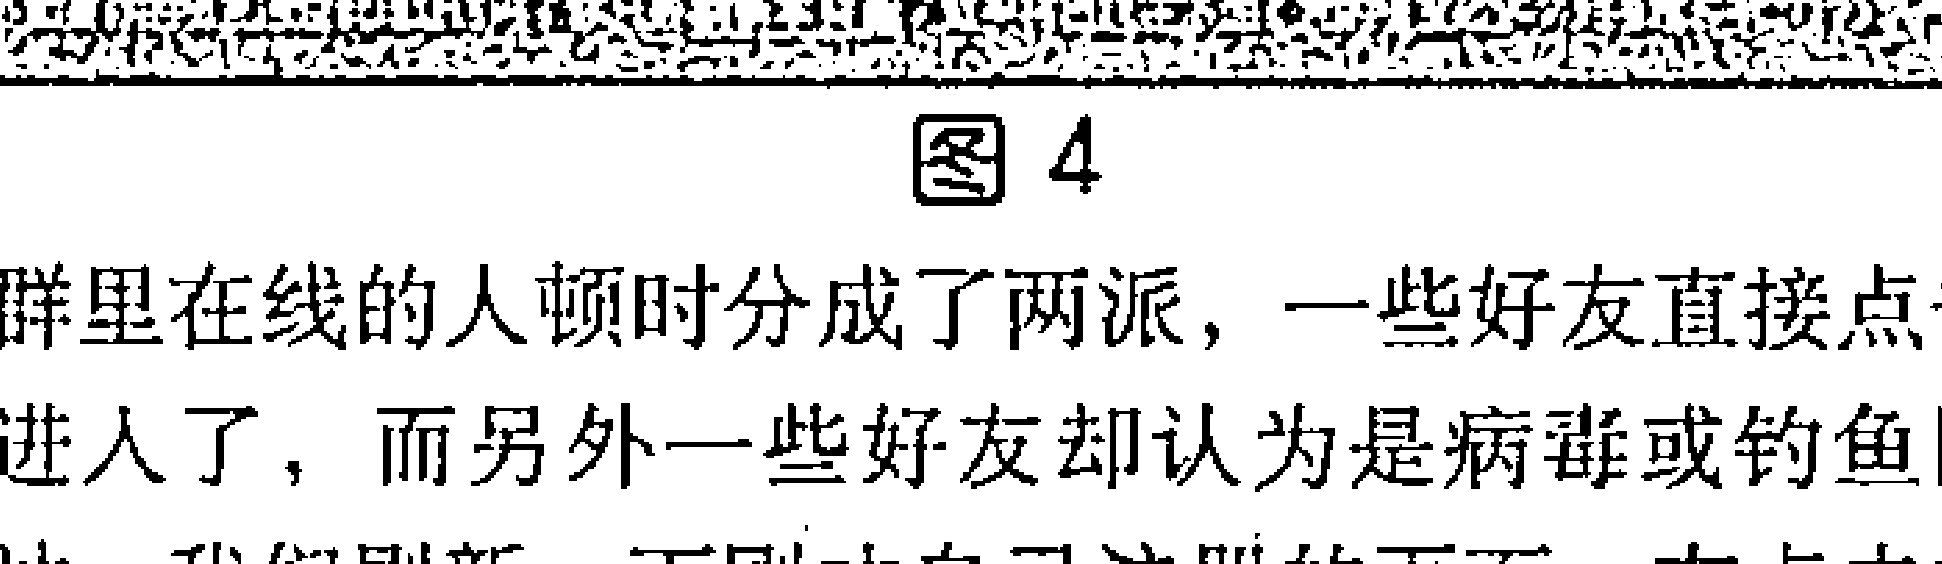 图 4
群里在线的人顿时分成了两派，一些好友直接点
进入了，而另外一些好友却认为是病毒或钓鱼